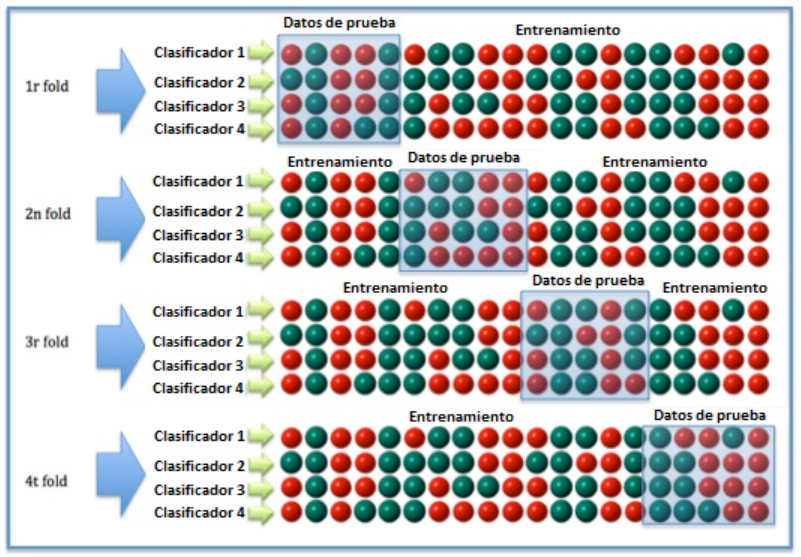 Datos de prueba
Entrenamiento
1r fold
Clasificador 1
Clasificador 2
Clasificador 3
Clasificador 4
Entrenamiento
Datos de prueba
Entrenamiento
2n fold
Clasificador 1
Clasificador 2
Clasificador 3
Clasificador 4
Entrenamiento
Datos de prueba
Entrenamiento
3r fold
Clasificador 1
Clasificador 2
Clasificador 3
Clasificador 4
Entrenamiento
Datos de prueba
4t fold
Clasificador 1
Clasificador 2
Clasificador 3
Clasificador 4